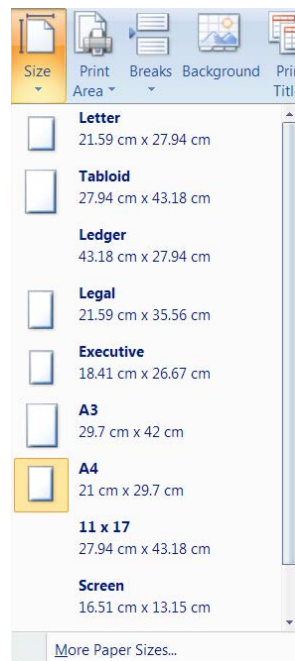 Size Print Breaks Background Pri
Area Titl
Letter
21.59 cm x 27.94 cm
Tabloid
27.94 cm x 43.18 cm
Ledger
43.18 cm x 27.94 cm
Legal
21.59 cm x 35.56 cm
Executive
18.41 cm x 26.67 cm
A3
29.7 cm x 42 cm
A4
21 cm x 29.7 cm
11 x 17
27.94 cm x 43.18 cm
Screen
16.51 cm x 13.15 cm
More Paper Sizes...